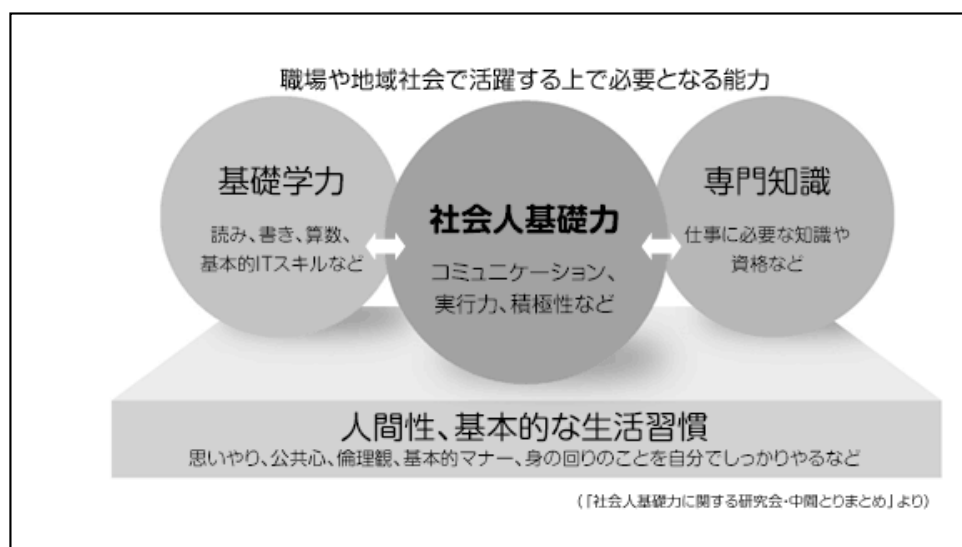 職場や地域社会で活躍する上で必要となる能力
基礎学力
読み、書き、算数、
基本的ITスキルなど
社会人基礎力
コミュニケーション、
実行力、積極性など
専門知識
仕事に必要な知識や
資格など
人間性、基本的な生活習慣
思いやり、公共心、倫理観、基本的マナー、身の回りのことを自分でしっかりやるなど
(「社会人基礎力に関する研究会・中間とりまとめ」より)